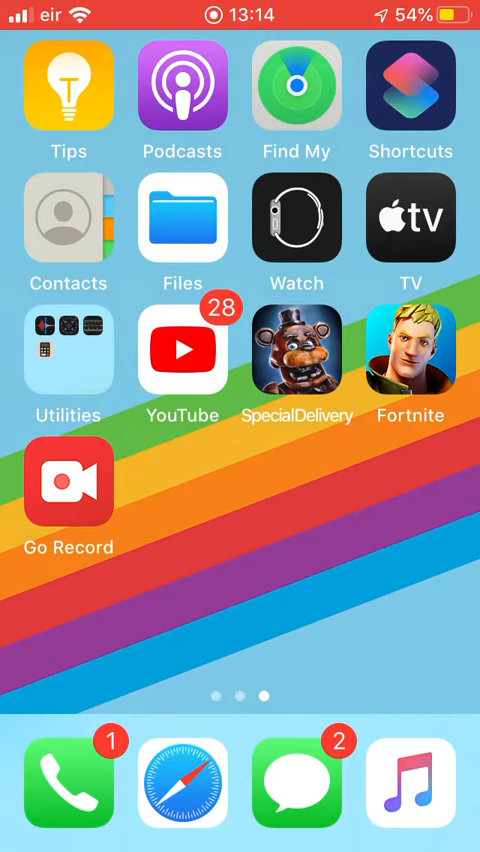 eir 13:14 54%
Tips Podcasts Find My Shortcuts
tv
Contacts Files Watch TV
28
Utilities YouTube SpecialDelivery Fortnite
Go Record
1 2